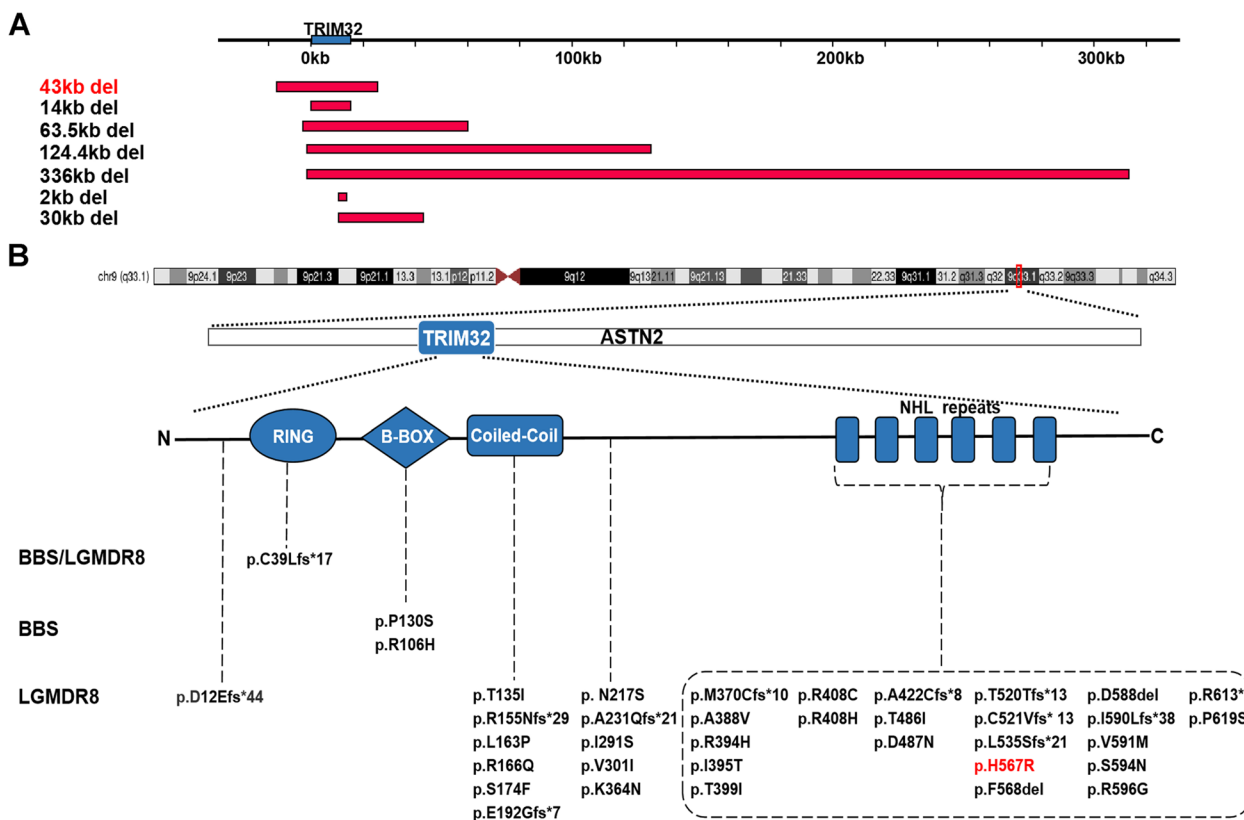 A
TRIM32
0kb 100kb 200kb 300kb
43kb del
14kb del
63.5kb del
124.4kb del
336kb del
2kb del
30kb del
B
chr9 (q33.1) 9p24.1 9p23 9p21.3 9p21.1 13.3 13.1 p12 p11.2 9q12 9q13 21.11 9q21.13 21.33 22.33 9q31.1 31.2 q31.3 q32 9q33.1 q33.2 9q33.3 q34.3
TRIM32 ASTN2
NHL repeats
N RING B-BOX Coiled-Coil C
BBS/LGMDR8 p.C39Lfs*17
BBS p.P130S
p.R106H
LGMDR8 p.D12Efs*44 p.T135I p. N217S p.M370Cfs*10 p.R408C p.A422Cfs*8 p.T520Tfs*13 p.D588del p.R613*
p.R155Nfs*29 p.A231Qfs*21 p.A388V p.R408H p.T486I p.C521Vfs* 13 p.I590Lfs*38 p.P619S
p.L163P p.I291S p.R394H p.D487N p.L535Sfs*21 p.V591M
p.R166Q p.V301I p.I395T p.H567R p.S594N
p.S174F p.K364N p.T399I p.F568del p.R596G
p.E192Gfs*7